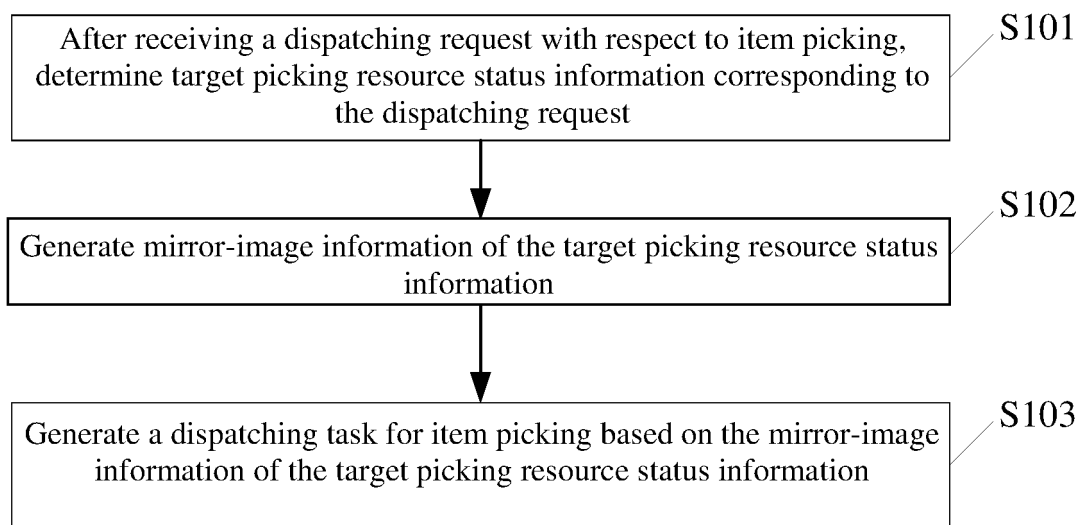 After receiving a dispatching request with respect to item picking,
determine target picking resource status information corresponding to
the dispatching request
S101
Generate mirror-image information of the target picking resource status
information
S102
Generate a dispatching task for item picking based on the mirror-image
information of the target picking resource status information
S103